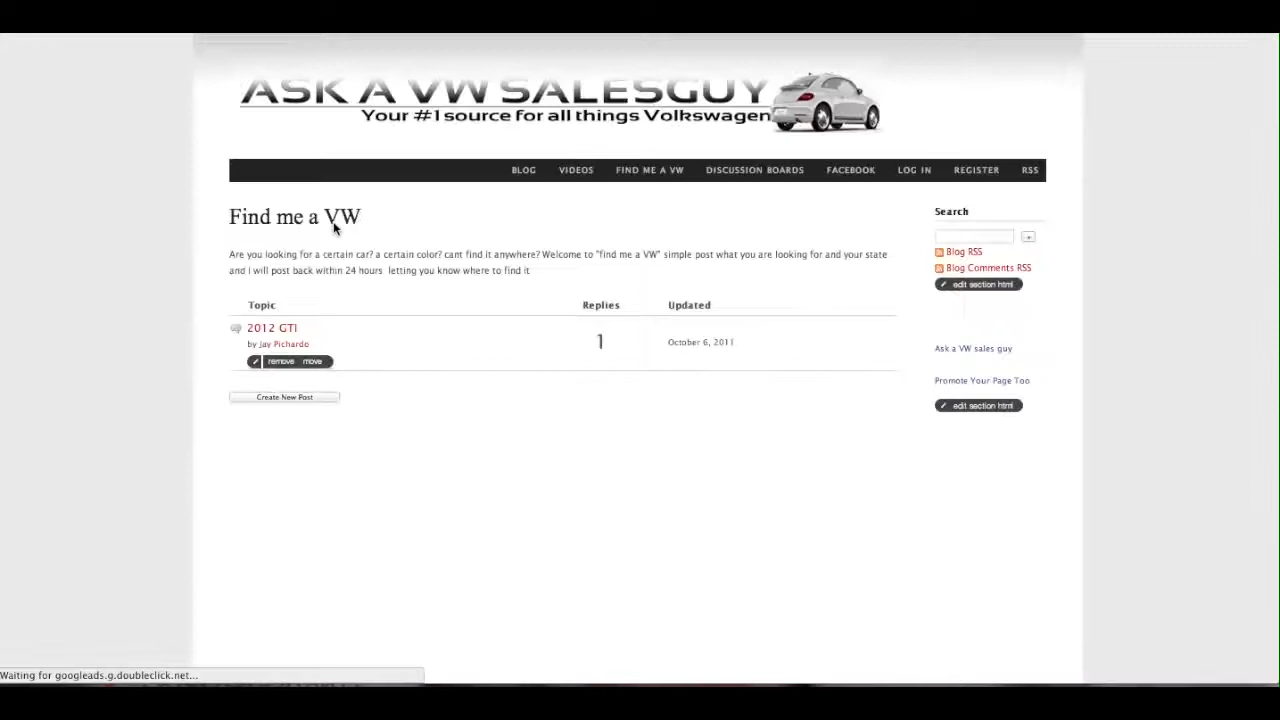 ASK A VW SALESGUY
Your #1 source for all things Volkswagen
BLOG VIDEOS FIND ME A VW DISCUSSION BOARDS FACEBOOK LOG IN REGISTER RSS
Find me a VW
Are you looking for a certain car? a certain color? cant find it anywhere? Welcome to "find me a VW" simple post what you are looking for and your state
and i will post back within 24 hours letting you know where to find it
Topic Replies Updated
2012 GTI
by Jay Pichardo
1 October 6, 2011
remove move
Create New Post
Search
Blog RSS
Blog Comments RSS
edit section html
Ask a VW sales guy
Promote Your Page Too
edit section html
Waiting for googleads.g.doubleclick.net...